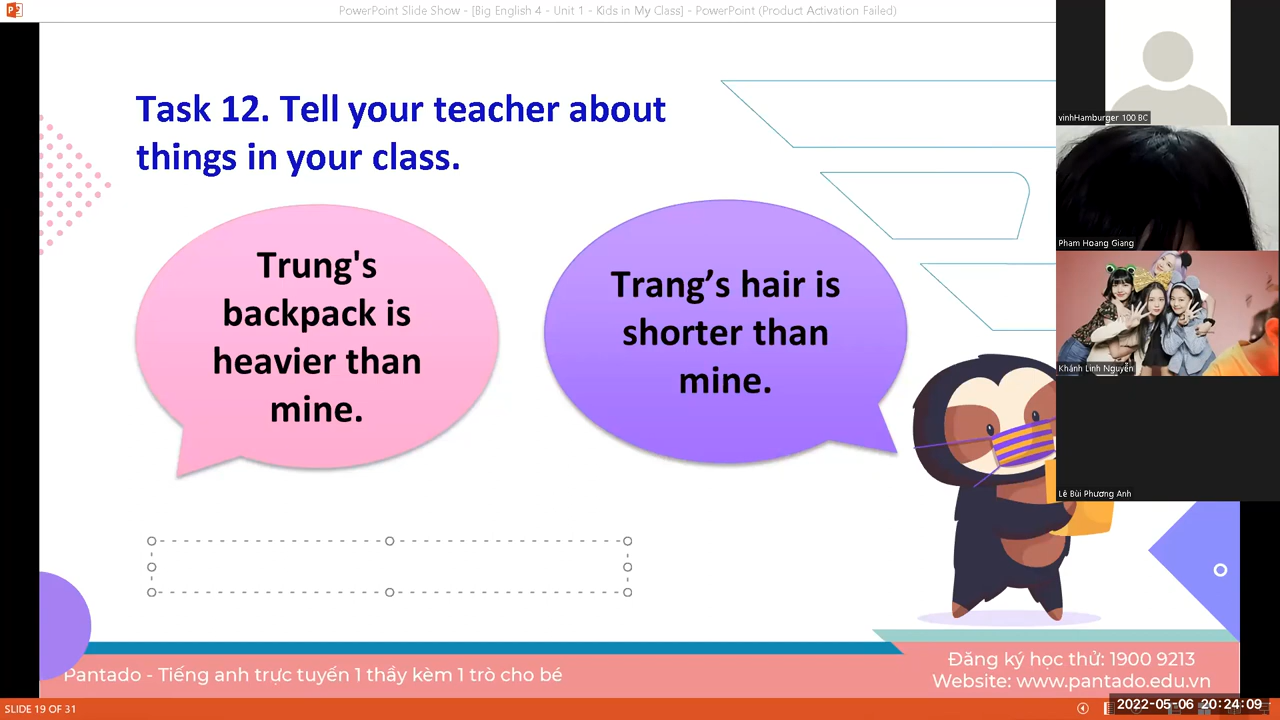 PowerPoint Slide Show - [Big English 4 - Unit 1 - Kids in My Class] - PowerPoint (Product Activation Failed)
Task 12. Tell your teacher about
things in your class.
Trung's
backpack is
heavier than
mine.
Trang’s hair is
shorter than
mine.
vinhHamburger 100 BC
Pham Hoang Giang
Khánh Linh Nguyễn
Lê Bùi Phương Anh
Pantado - Tiếng anh trực tuyến 1 thầy kèm 1 trò cho bé
Đăng ký học thử: 1900 9213
Website: www.pantado.edu.vn
SLIDE 19 OF 31
2022-05-06 20:24:09